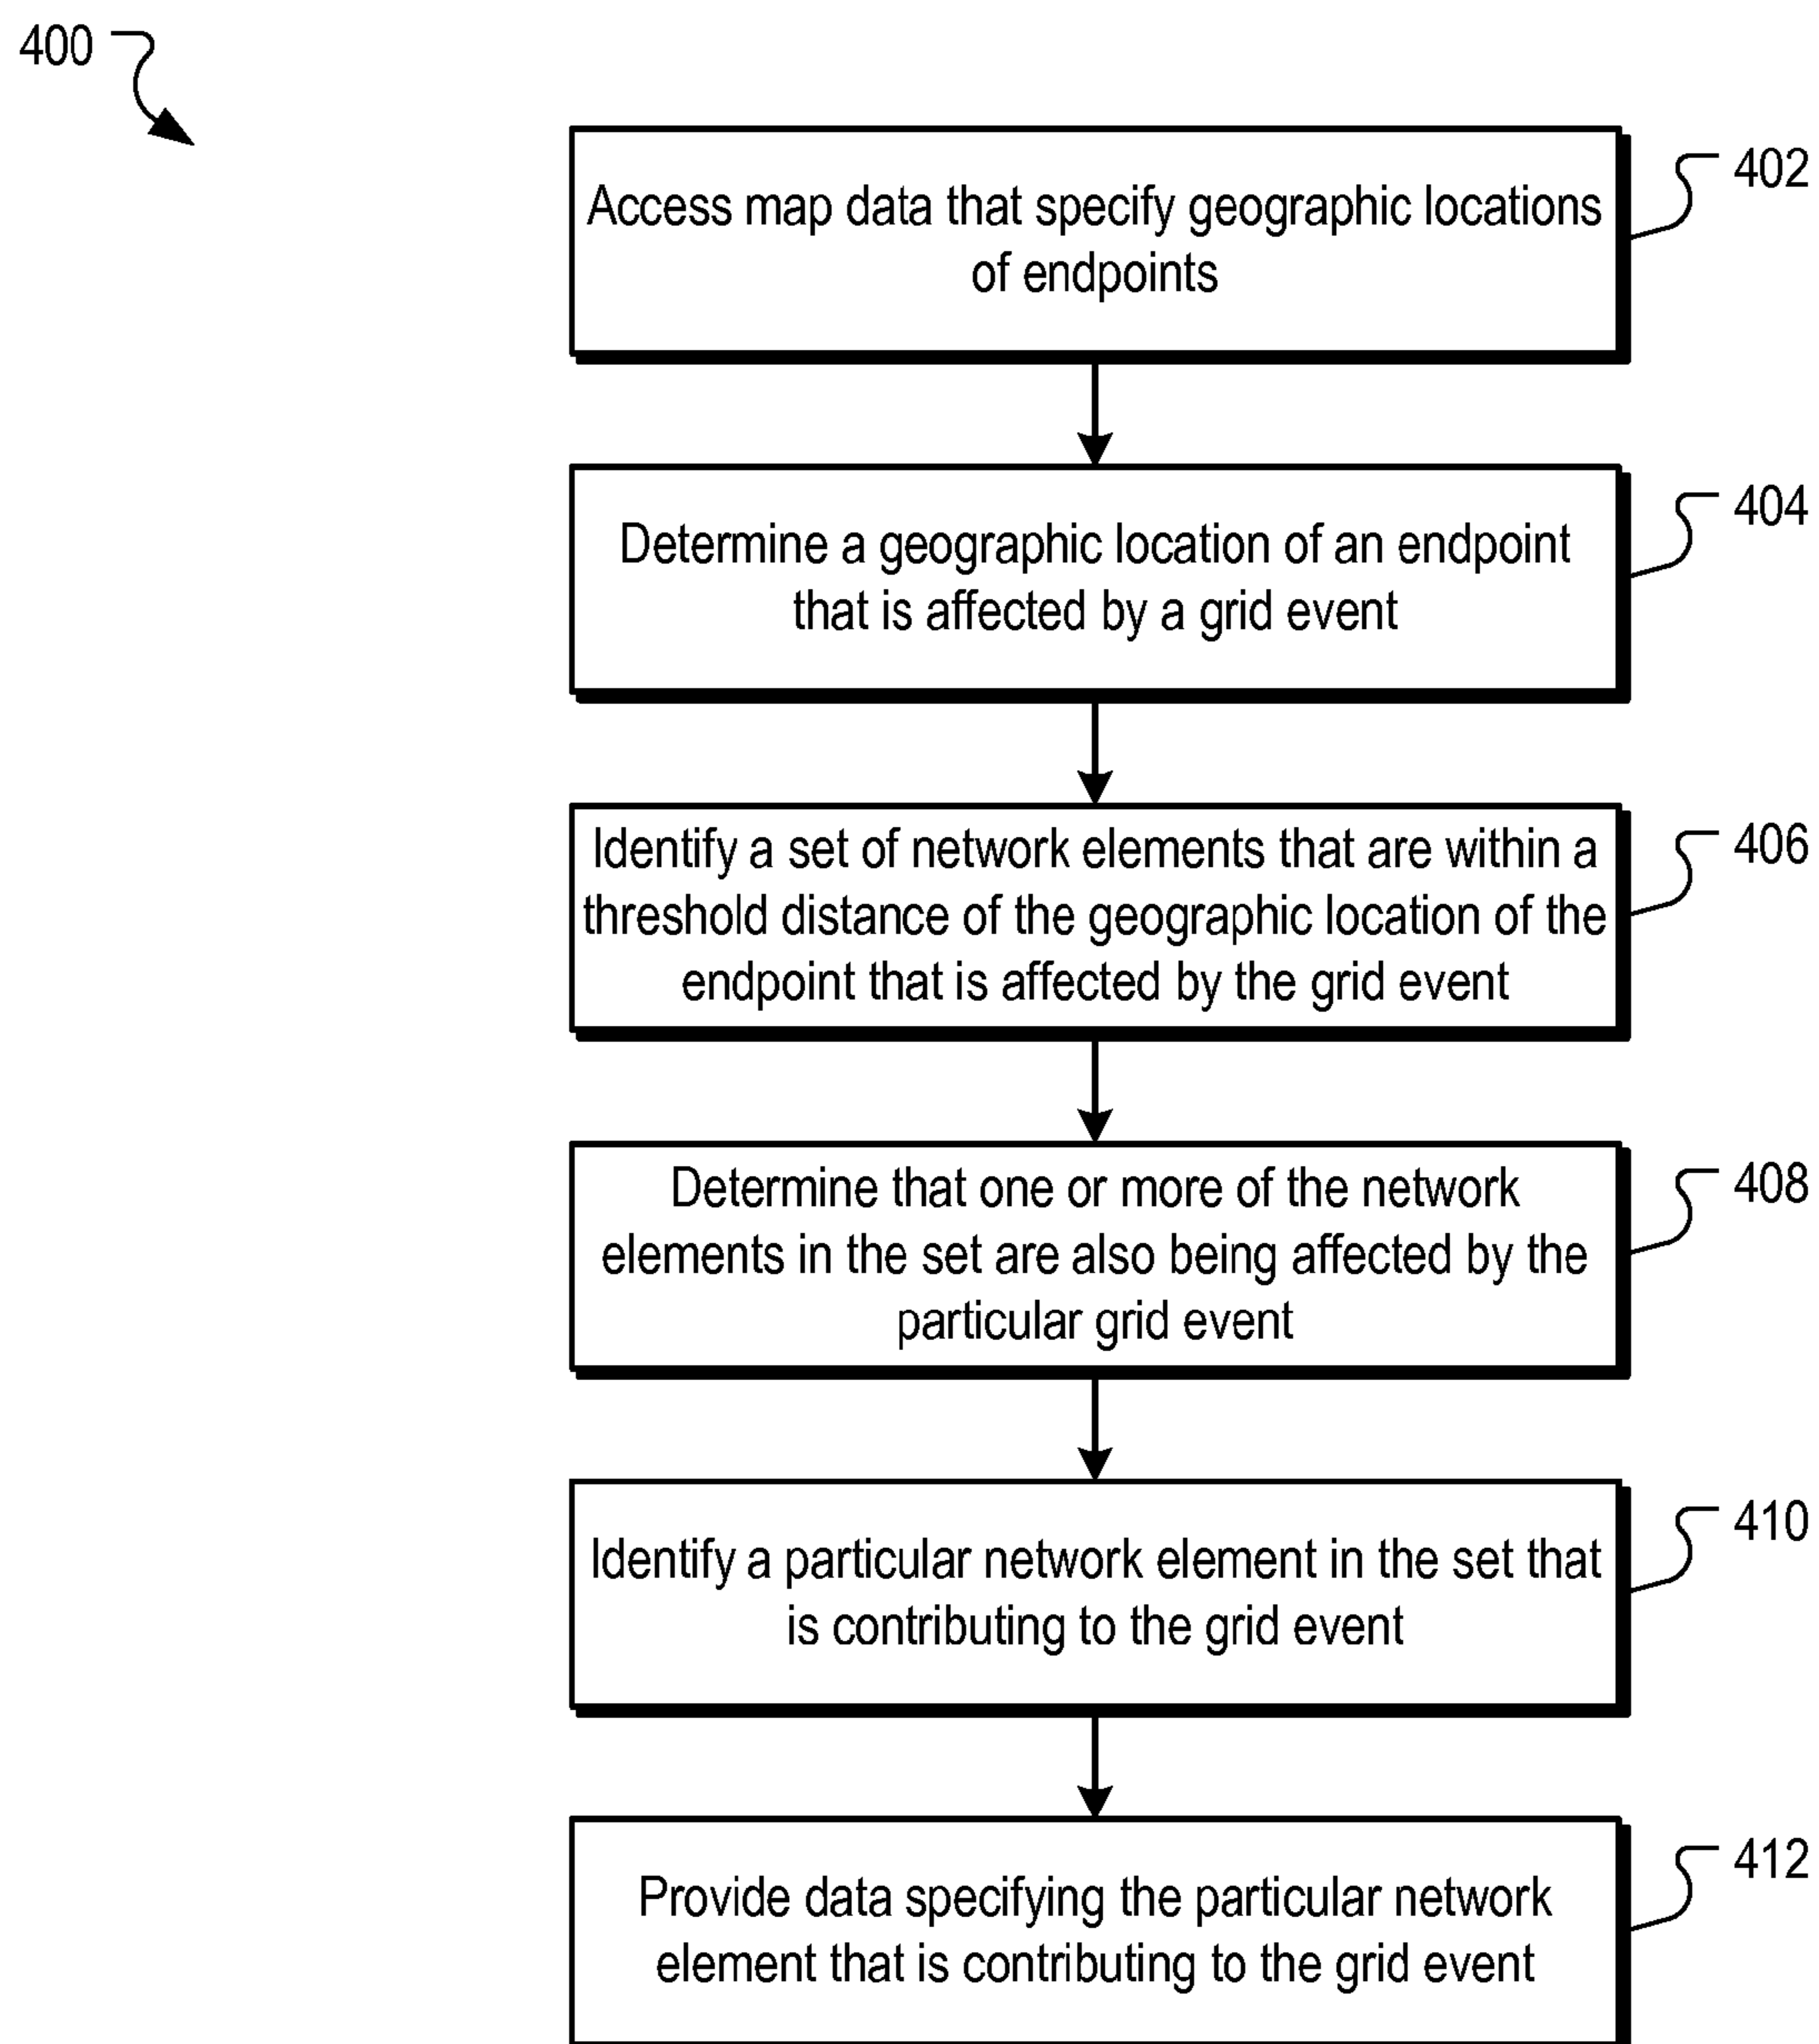 400
Access map data that specify geographic locations
of endpoints
402
Determine a geographic location of an endpoint
that is affected by a grid event
404
Identify a set of network elements that are within a
threshold distance of the geographic location of the
endpoint that is affected by the grid event
406
Determine that one or more of the network
elements in the set are also being affected by the
particular grid event
408
Identify a particular network element in the set that
is contributing to the grid event
410
Provide data specifying the particular network
element that is contributing to the grid event
412